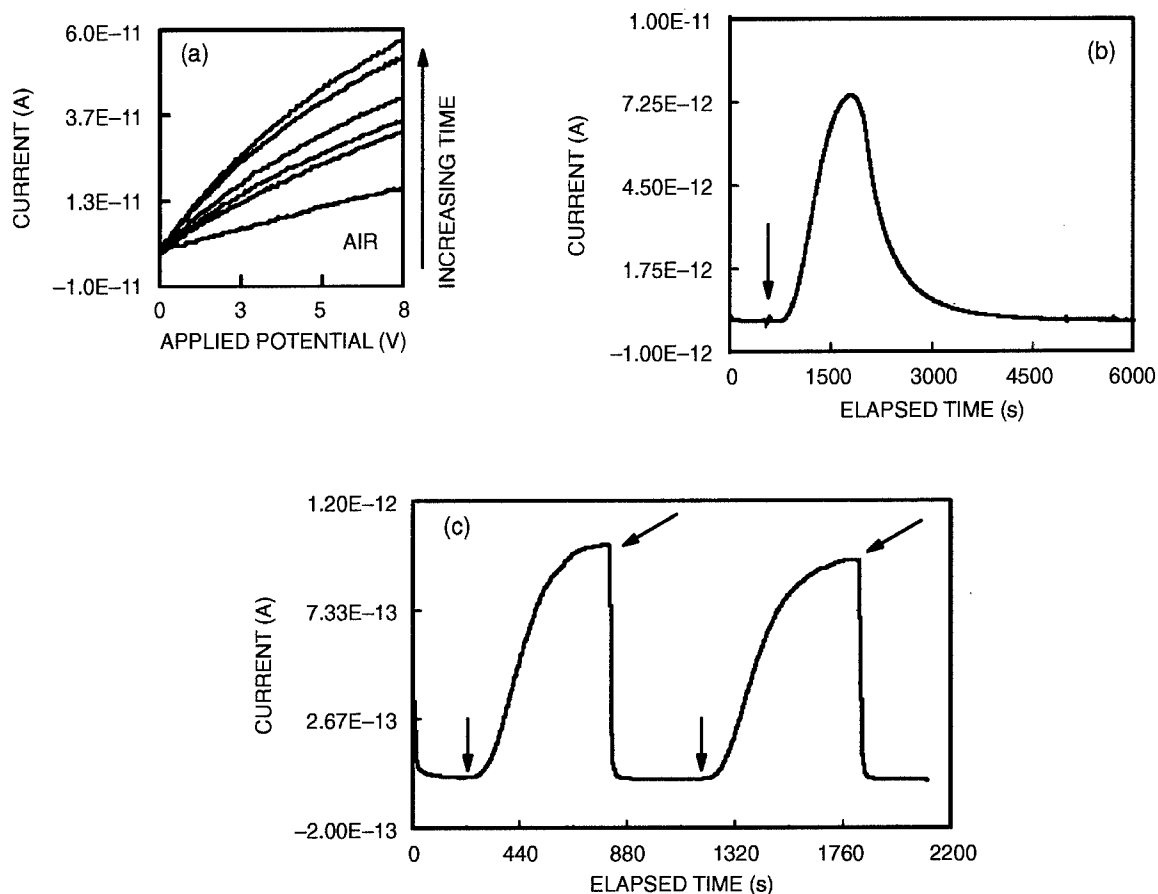 (a)
6.0E–11
3.7E–11
1.3E–11
–1.0E–11
CURRENT (A)
0
3
5
8
APPLIED POTENTIAL (V)
AIR
INCREASING TIME
(b)
1.00E–11
7.25E–12
4.50E–12
1.75E–12
–1.00E–12
CURRENT (A)
0
1500
3000
4500
6000
ELAPSED TIME (s)
(c)
1.20E–12
7.33E–13
2.67E–13
–2.00E–13
CURRENT (A)
0
440
880
1320
1760
2200
ELAPSED TIME (s)